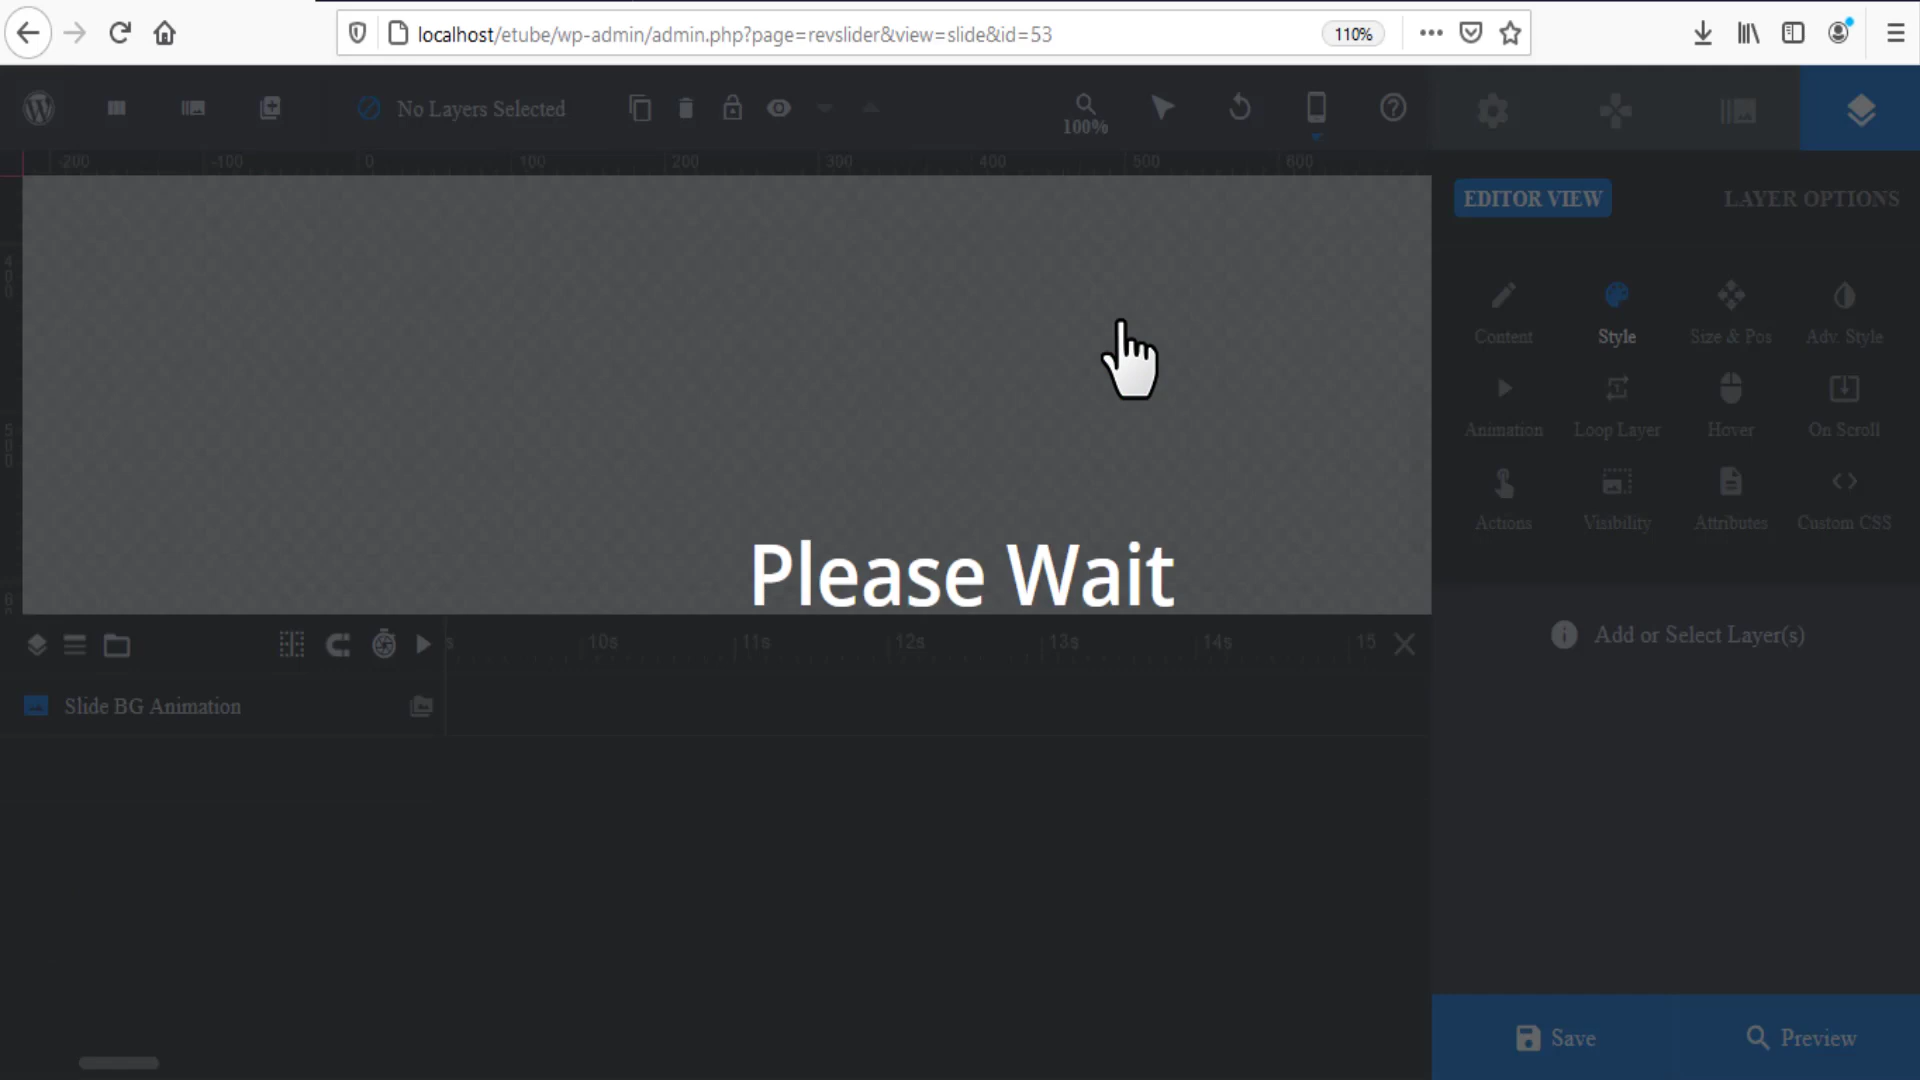 localhost/etube/wp-admin/admin.php?page=revslider&view=slide&id=53
110%
No Layers Selected
100%
-200 -100 0 100 200 300 400 500 600
EDITOR VIEW
LAYER OPTIONS
400
500
Content
Style
Size & Pos
Adv. Style
Animation
Loop Layer
Hover
On Scroll
Actions
Visibility
Attributes
Custom CSS
Please Wait
s 10s 11s 12s 13s 14s 15
Add or Select Layer(s)
Slide BG Animation
Save
Preview